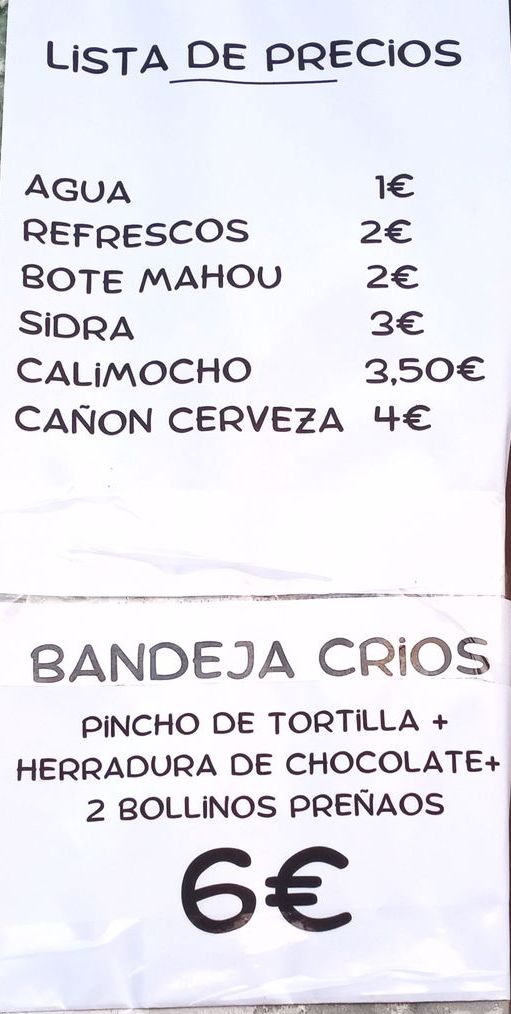 LISTA DE PRECIOS
AGUA 1€
REFRESCOS 2€
BOTE MAHOU 2€
SIDRA 3€
CALIMOCHO 3,50€
CAÑON CERVEZA 4€
BANDEJA CRIOS
PINCHO DE TORTILLA +
HERRADURA DE CHOCOLATE+
2 BOLLINOS PREÑAOS
6€